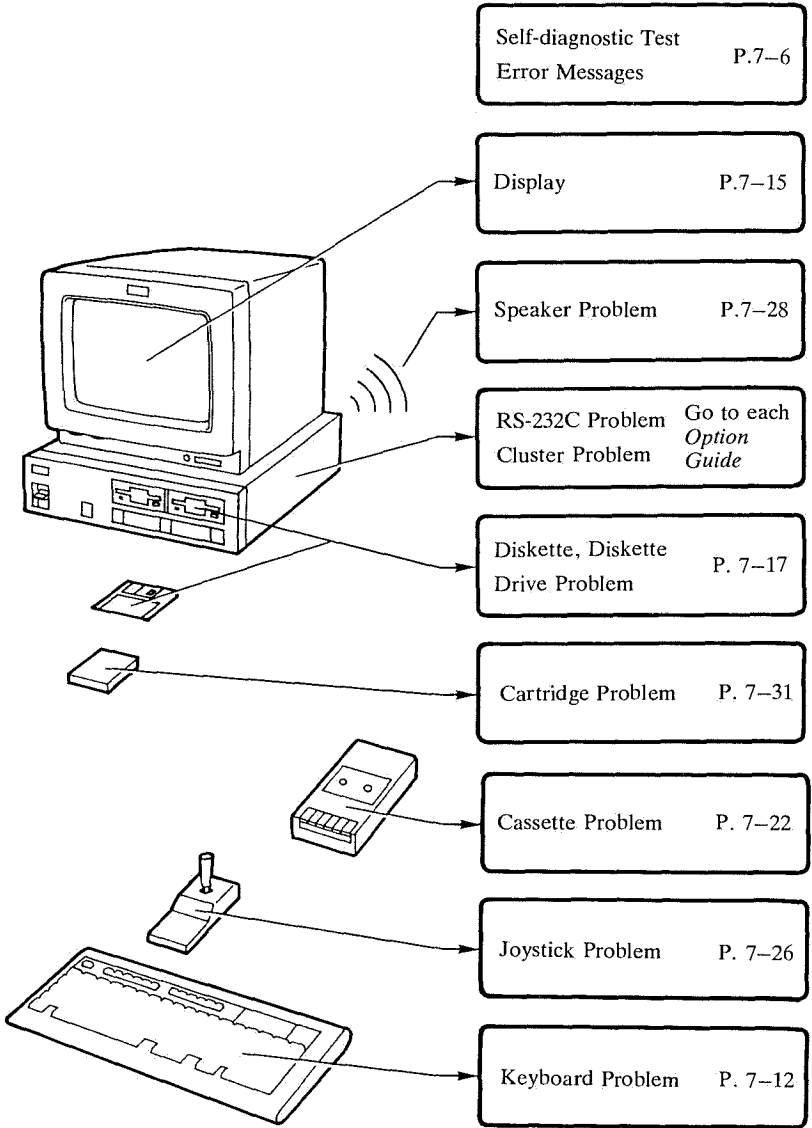 Self-diagnostic Test
Error Messages P.7–6
Display P.7–15
Speaker Problem P.7–28
RS-232C Problem Go to each
Cluster Problem Option
Guide
Diskette, Diskette
Drive Problem P. 7–17
Cartridge Problem P. 7–31
Cassette Problem P. 7–22
Joystick Problem P. 7–26
Keyboard Problem P. 7–12